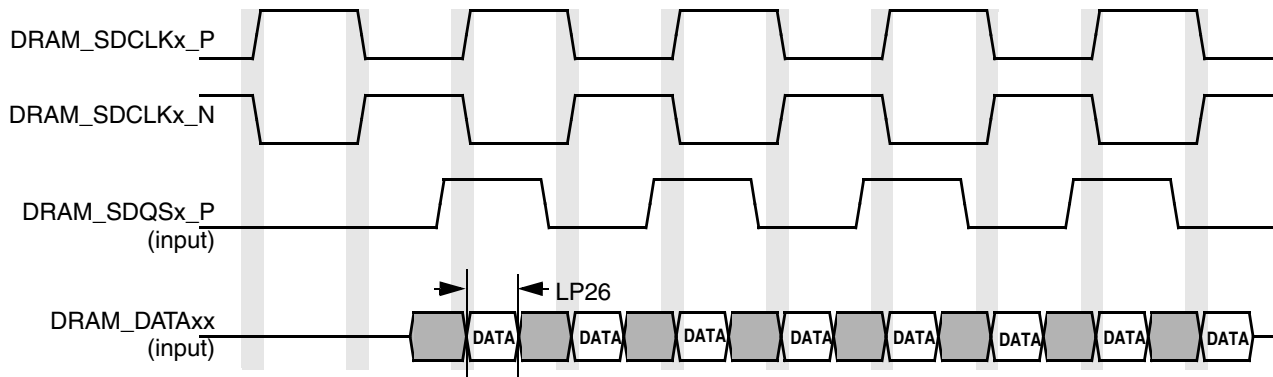 DRAM_SDCLKx_P
DRAM_SDCLKx_N
DRAM_SDQSx_P
(input)
LP26
DRAM_DATAxx
(input)
DATA DATA DATA DATA DATA DATA DATA DATA